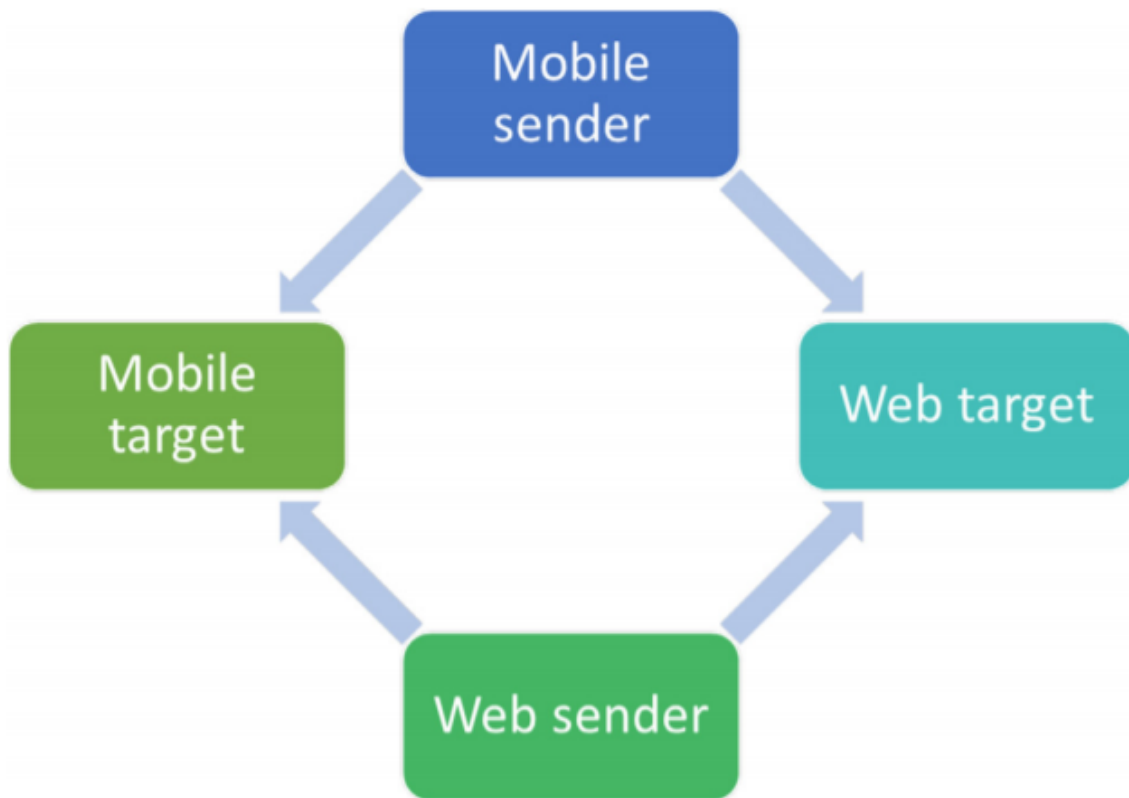 Mobile
sender
Mobile
target
Web target
Web sender